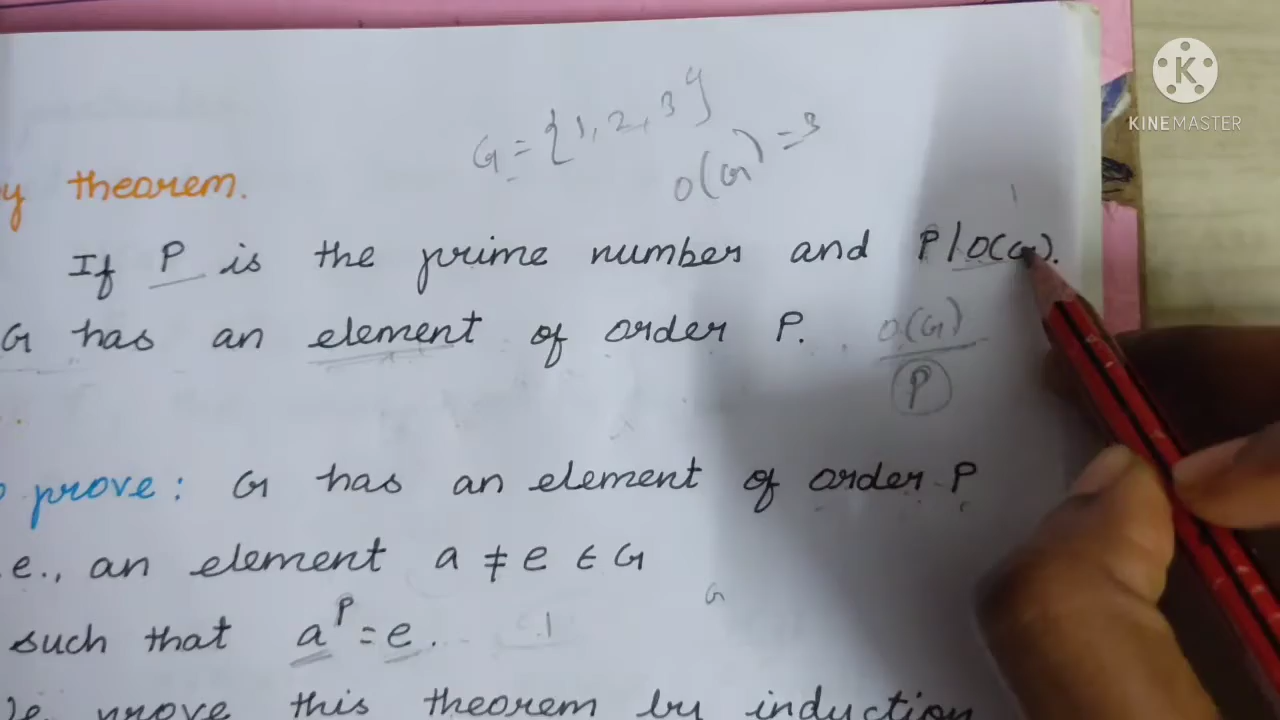 G = {1, 2, 3}
O(G) = 3
KINEMASTER
y theorem.
If P is the prime number and P/O(G).
G has an element of order P.
O(G)
P
prove: G has an element of order P
.e., an element a ≠ e ∈ G
G
such that a^P = e. 1
prove this theorem by induction